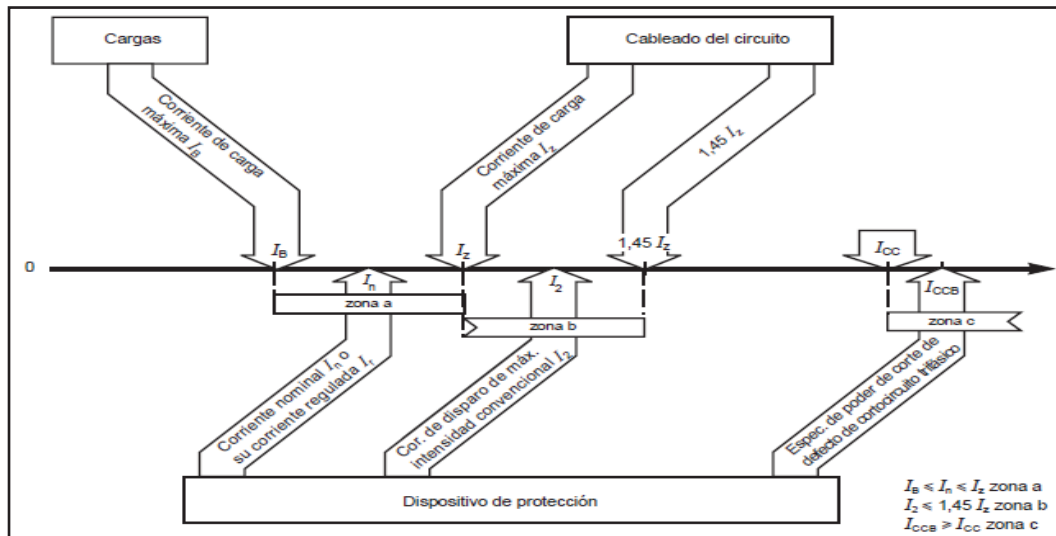 Cargas
Cableado del circuito
Corriente de carga
máxima I_B
Corriente de carga
máxima I_z
1,45 I_z
0
I_B
I_z
1,45 I_z
I_CC
I_n
I_2
I_CCB
zona a
zona b
zona c
Corriente nominal I_n o
su corriente regulada I_r
Cor. de disparo de máx.
intensidad convencional I_2
Espec. de poder de corte de
defecto de cortocircuito trifásico
Dispositivo de protección
I_B ≤ I_n ≤ I_z zona a
I_2 ≤ 1,45 I_z zona b
I_CCB ≥ I_CC zona c